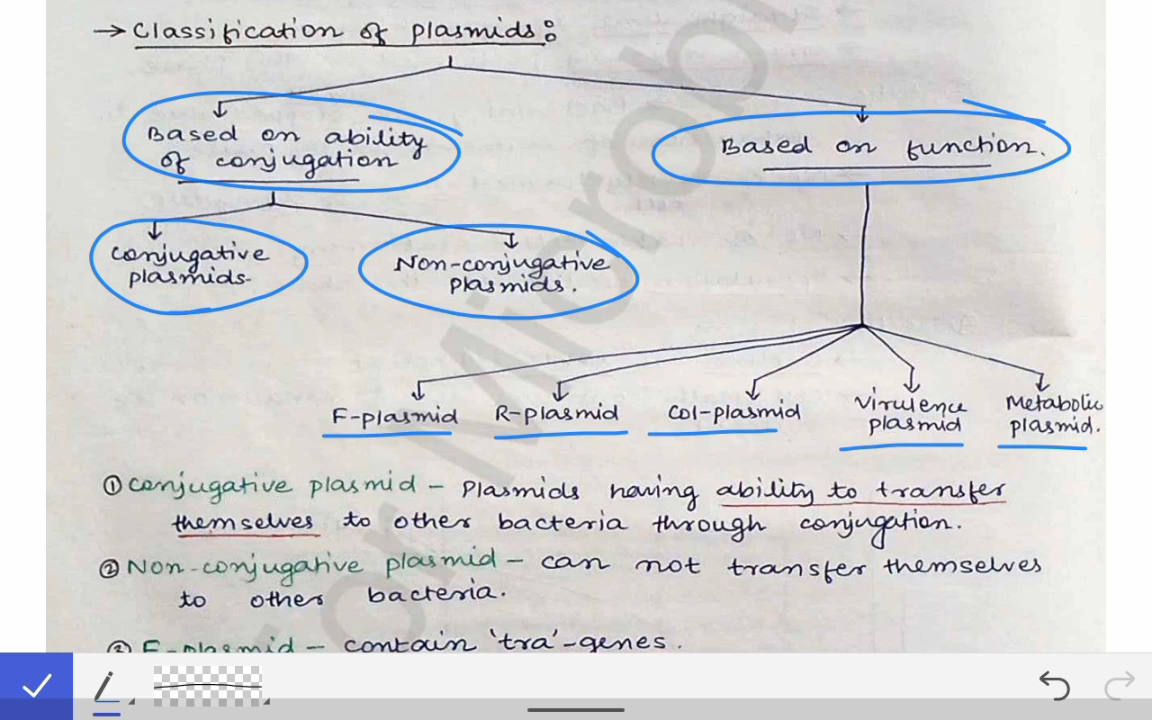 → Classification of plasmids:
Based on ability
of conjugation
Based on function.
Conjugative
plasmids.
Non-conjugative
plasmids.
F-plasmid
R-plasmid
Col-plasmid
Virulence
plasmid
Metabolic
plasmid.
① Conjugative plasmid – Plasmids having ability to transfer
themselves to other bacteria through conjugation.
② Non-conjugative plasmid – can not transfer themselves
to other bacteria.
③ F-plasmid – contain 'tra'-genes.